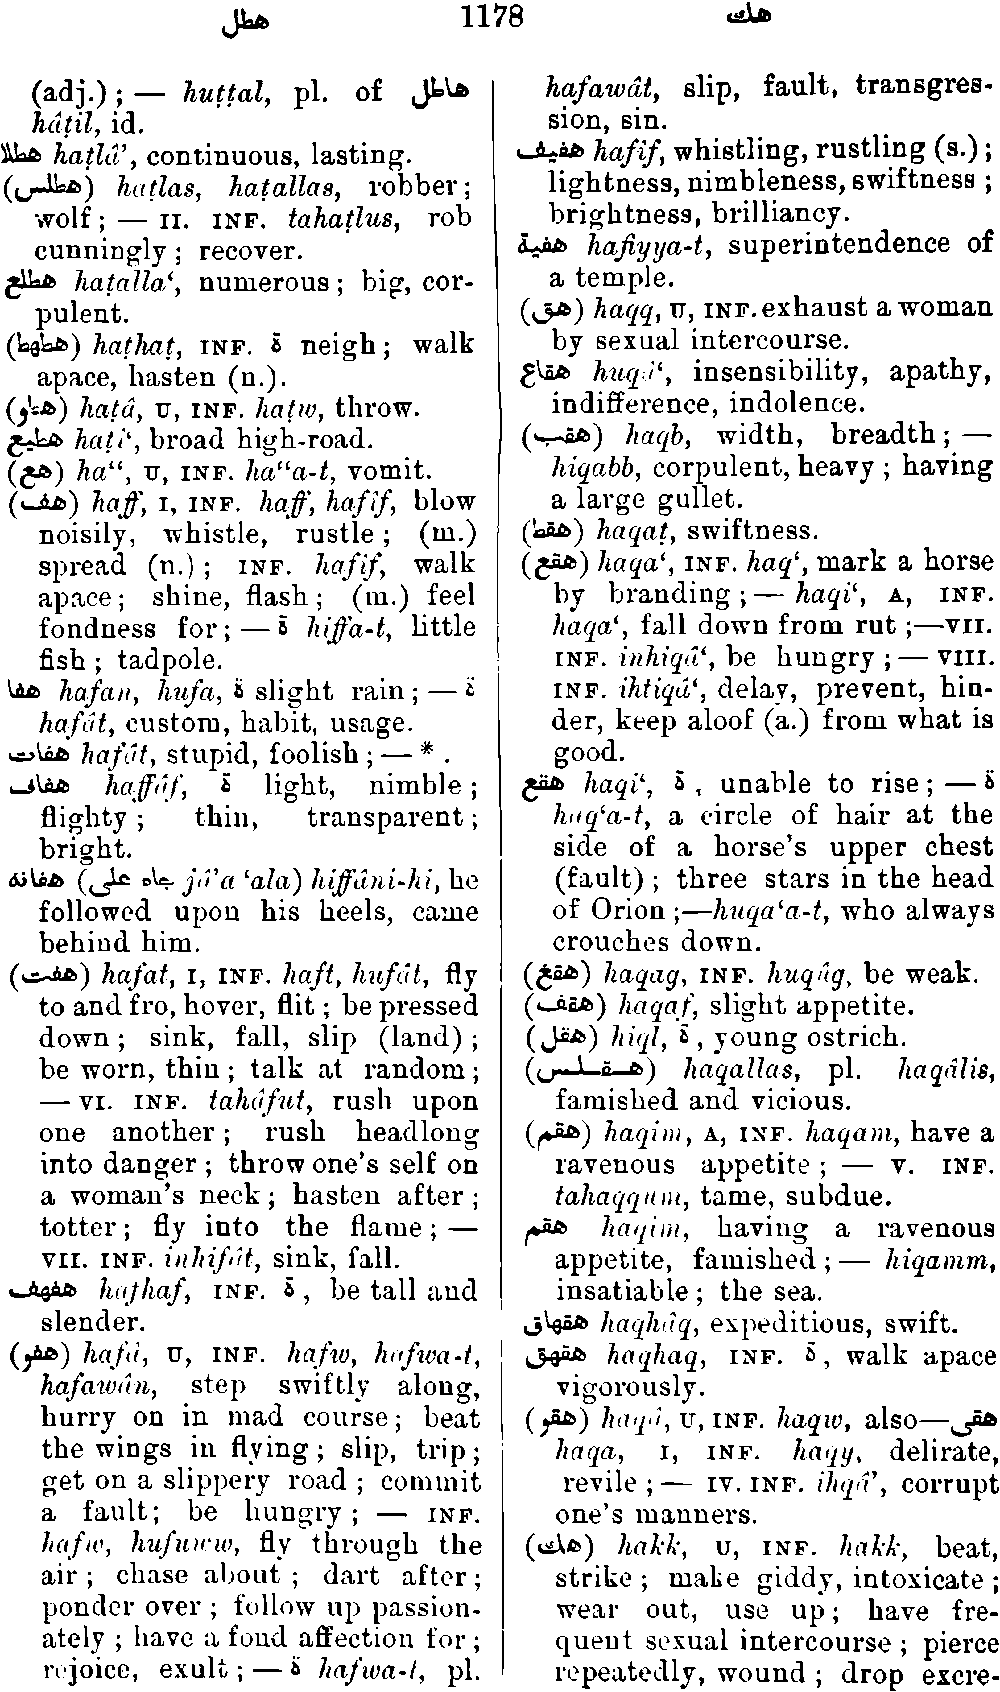 هطل 1178 هك
(adj.) ; — huṭṭal, pl. of هاطل
hâṭil, id.
هطلا haṭlâ’, continuous, lasting.
(هطلس) haṭlas, haṭallas, robber ;
wolf ; — II. INF. tahaṭlus, rob
cunningly ; recover.
هطلع haṭalla‘, numerous ; big, cor-
pulent.
(هطهط) haṭhaṭ, INF. ة neigh ; walk
apace, hasten (n.).
(هطو) haṭâ, U, INF. haṭw, throw.
هطيع haṭî‘, broad high-road.
(هع) ha‘‘, U, INF. ha‘‘a-t, vomit.
(هف) haff, I, INF. haff, hafîf, blow
noisily, whistle, rustle ; (m.)
spread (n.) ; INF. hafîf, walk
apace ; shine, flash ; (m.) feel
fondness for ; — ة hiffa-t, little
fish ; tadpole.
هفا hafan, hufa, ة slight rain ; — ة
hafât, custom, habit, usage.
هفات hafât, stupid, foolish ; — * .
هفاف haffâf, ة light, nimble ;
flighty ; thin, transparent ;
bright.
هفانه (جاه على jâ’a ‘ala) hiffâni-hi, he
followed upon his heels, came
behind him.
(هفت) hafat, I, INF. haft, hufât, fly
to and fro, hover, flit ; be pressed
down ; sink, fall, slip (land) ;
be worn, thin ; talk at random ;
— VI. INF. tahâfut, rush upon
one another ; rush headlong
into danger ; throw one's self on
a woman's neck ; hasten after ;
totter ; fly into the flame ; —
VII. INF. inhifât, sink, fall.
هفهف hafhaf, INF. ة , be tall and
slender.
(هفو) hafâ, U, INF. hafw, hafwa-t,
hafawân, step swiftly along,
hurry on in mad course ; beat
the wings in flying ; slip, trip ;
get on a slippery road ; commit
a fault ; be hungry ; — INF.
hafw, hufuww, fly through the
air ; chase about ; dart after ;
ponder over ; follow up passion-
ately ; have a fond affection for ;
rejoice, exult ; — ة hafwa-t, pl.
hafawât, slip, fault, transgres-
sion, sin.
هفيف hafîf, whistling, rustling (s.) ;
lightness, nimbleness, swiftness ;
brightness, brilliancy.
هفية hafiyya-t, superintendence of
a temple.
(هق) haqq, U, INF. exhaust a woman
by sexual intercourse.
هقاع huqâ‘, insensibility, apathy,
indifference, indolence.
(هقب) haqb, width, breadth ; —
hiqabb, corpulent, heavy ; having
a large gullet.
(هقط) haqaṭ, swiftness.
(هقع) haqa‘, INF. haq‘, mark a horse
by branding ; — haqi‘, A, INF.
haqa‘, fall down from rut ;—VII.
INF. inhiqâ‘, be hungry ; — VIII.
INF. ihtiqâ‘, delay, prevent, hin-
der, keep aloof (a.) from what is
good.
هقع haqi‘, ة , unable to rise ; — ة
haq‘a-t, a circle of hair at the
side of a horse's upper chest
(fault) ; three stars in the head
of Orion ;—huqa‘a-t, who always
crouches down.
(هقغ) haqag, INF. huqâg, be weak.
(هقف) haqaf, slight appetite.
(هقل) hiql, ة , young ostrich.
(هـقـلـس) haqallas, pl. haqâlis,
famished and vicious.
(هقم) haqim, A, INF. haqam, have a
ravenous appetite ; — V. INF.
tahaqqum, tame, subdue.
هقم haqim, having a ravenous
appetite, famished ; — hiqamm,
insatiable ; the sea.
هقهاق haqhâq, expeditious, swift.
هقهق haqhaq, INF. ة , walk apace
vigorously.
(هقو) haqâ, U, INF. haqw, also—هقى
haqa, I, INF. haqy, delirate,
revile ; — IV. INF. ihqâ’, corrupt
one's manners.
(هك) hakk, U, INF. hakk, beat,
strike ; make giddy, intoxicate ;
wear out, use up ; have fre-
quent sexual intercourse ; pierce
repeatedly, wound ; drop excre-